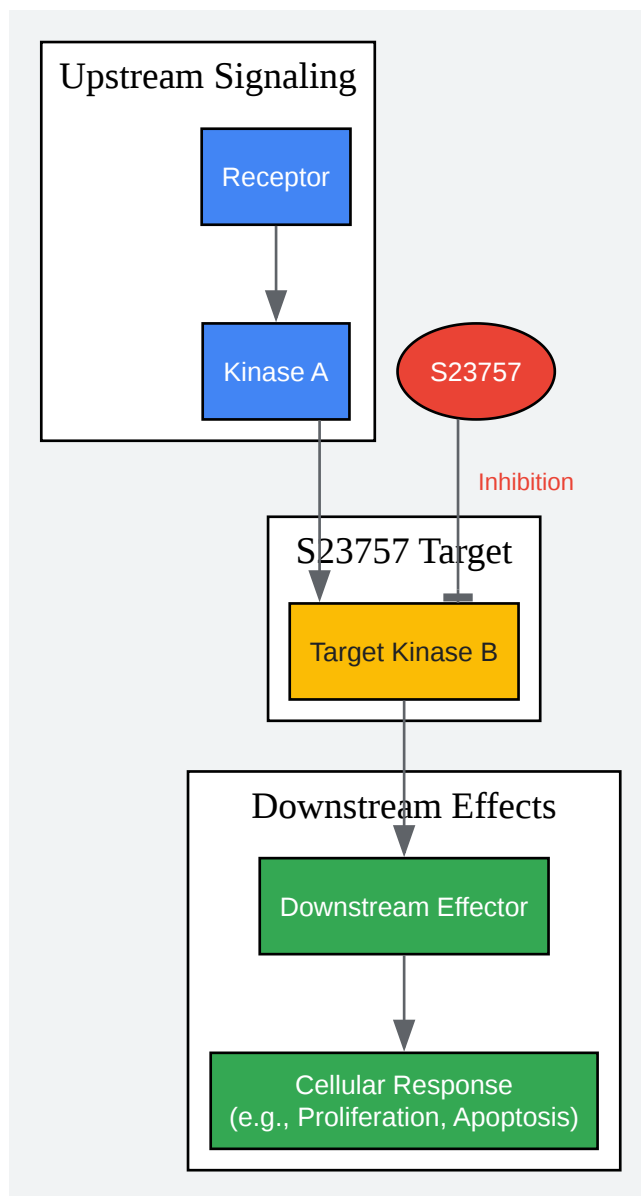 Upstream Signaling
Receptor
Kinase A
S23757
Inhibition
S23757 Target
Target Kinase B
Downstream Effects
Downstream Effector
Cellular Response
(e.g., Proliferation, Apoptosis)